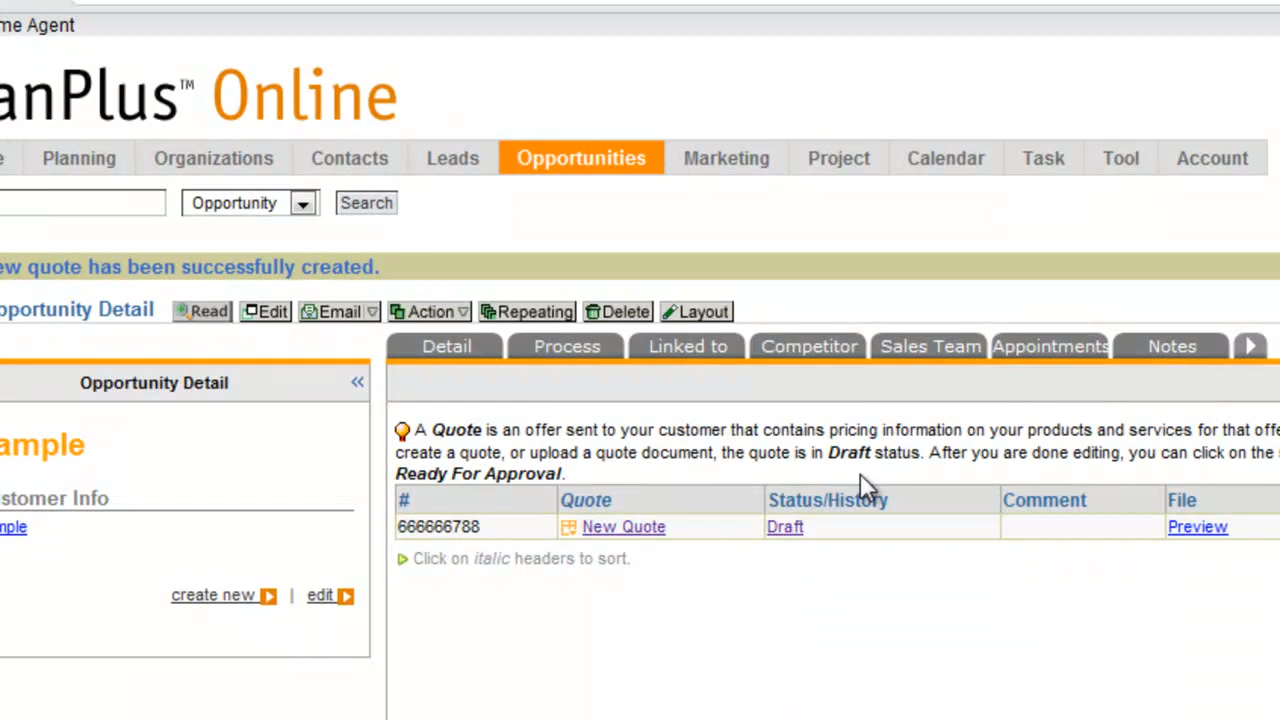 me Agent
anPlus™ Online
e Planning Organizations Contacts Leads Opportunities Marketing Project Calendar Task Tool Account
Opportunity Search
ew quote has been successfully created.
pportunity Detail Read Edit Email Action Repeating Delete Layout
Detail Process Linked to Competitor Sales Team Appointments Notes
Opportunity Detail «
A Quote is an offer sent to your customer that contains pricing information on your products and services for that offe
ample
create a quote, or upload a quote document, the quote is in Draft status. After you are done editing, you can click on the s
Ready For Approval.
stomer Info
# Quote Status/History Comment File
mple
666666788 New Quote Draft Preview
Click on italic headers to sort.
create new | edit